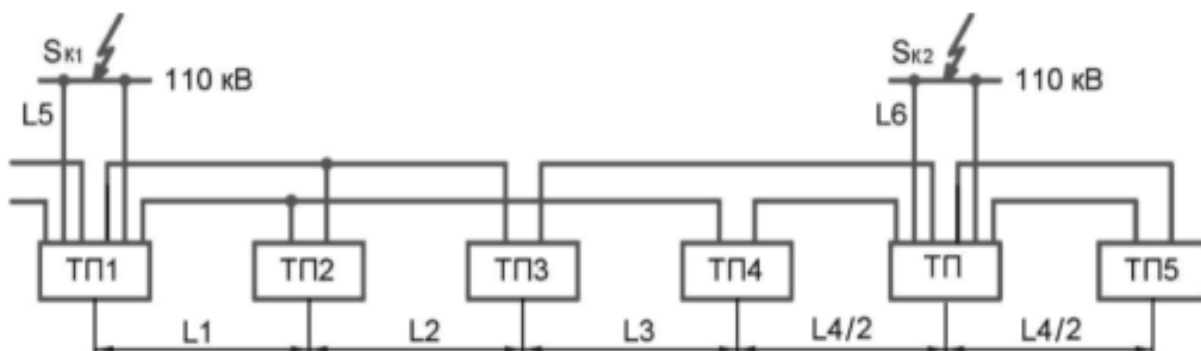 Sк1 Sк2
110 кВ 110 кВ
L5 L6
ТП1 ТП2 ТП3 ТП4 ТП ТП5
L1 L2 L3 L4/2 L4/2